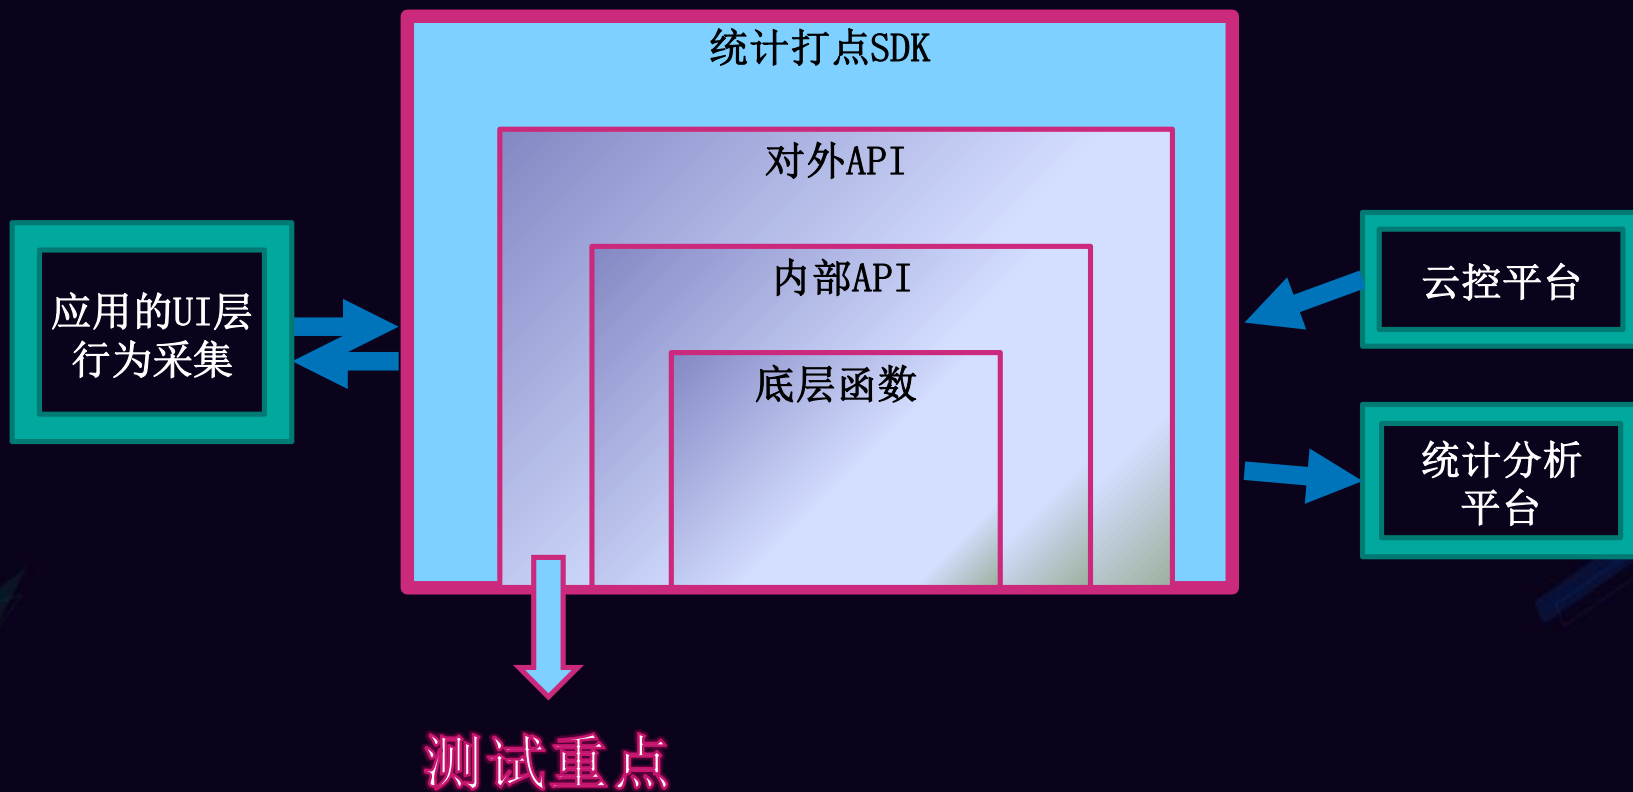 统计打点SDK
对外API
内部API
底层函数
应用的UI层
行为采集
云控平台
统计分析
平台
测试重点